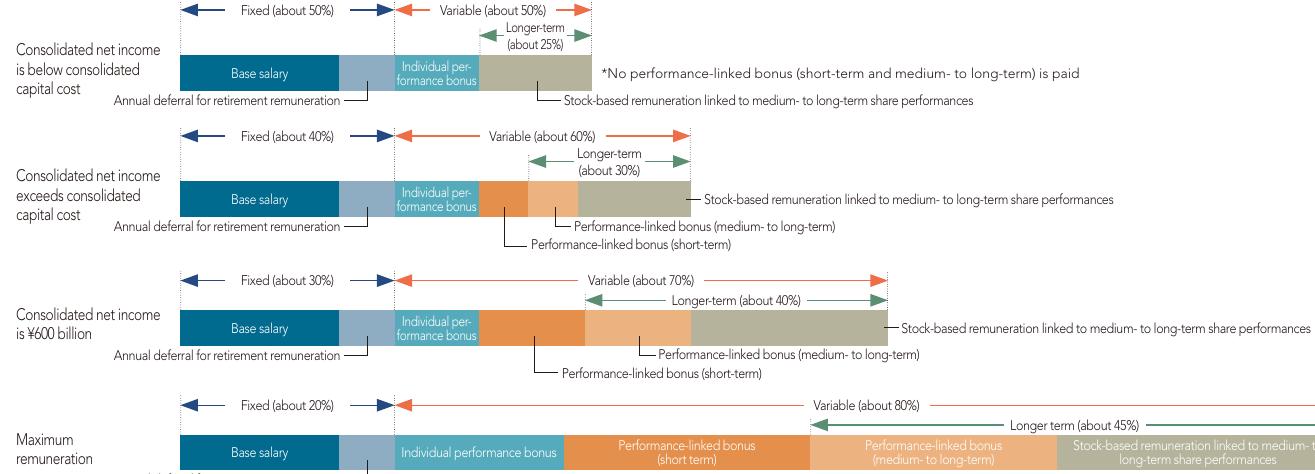 Fixed (about 50%)
Variable (about 50%)
Longer-term
(about 25%)
Consolidated net income
is below consolidated
capital cost
Base salary
Individual per-
formance bonus
*No performance-linked bonus (short-term and medium- to long-term) is paid
Annual deferral for retirement remuneration
Stock-based remuneration linked to medium- to long-term share performances
Fixed (about 40%)
Variable (about 60%)
Longer-term
(about 30%)
Consolidated net income
exceeds consolidated
capital cost
Base salary
Individual per-
formance bonus
Stock-based remuneration linked to medium- to long-term share performances
Annual deferral for retirement remuneration
Performance-linked bonus (medium- to long-term)
Performance-linked bonus (short-term)
Fixed (about 30%)
Variable (about 70%)
Longer-term (about 40%)
Consolidated net income
is ¥600 billion
Base salary
Individual per-
formance bonus
Stock-based remuneration linked to medium- to long-term share performances
Annual deferral for retirement remuneration
Performance-linked bonus (medium- to long-term)
Performance-linked bonus (short-term)
Fixed (about 20%)
Variable (about 80%)
Longer term (about 45%)
Maximum
remuneration
Base salary
Individual performance bonus
Performance-linked bonus
(short term)
Performance-linked bonus
(medium- to long-term)
Stock-based remuneration linked to medium-
long-term share performances